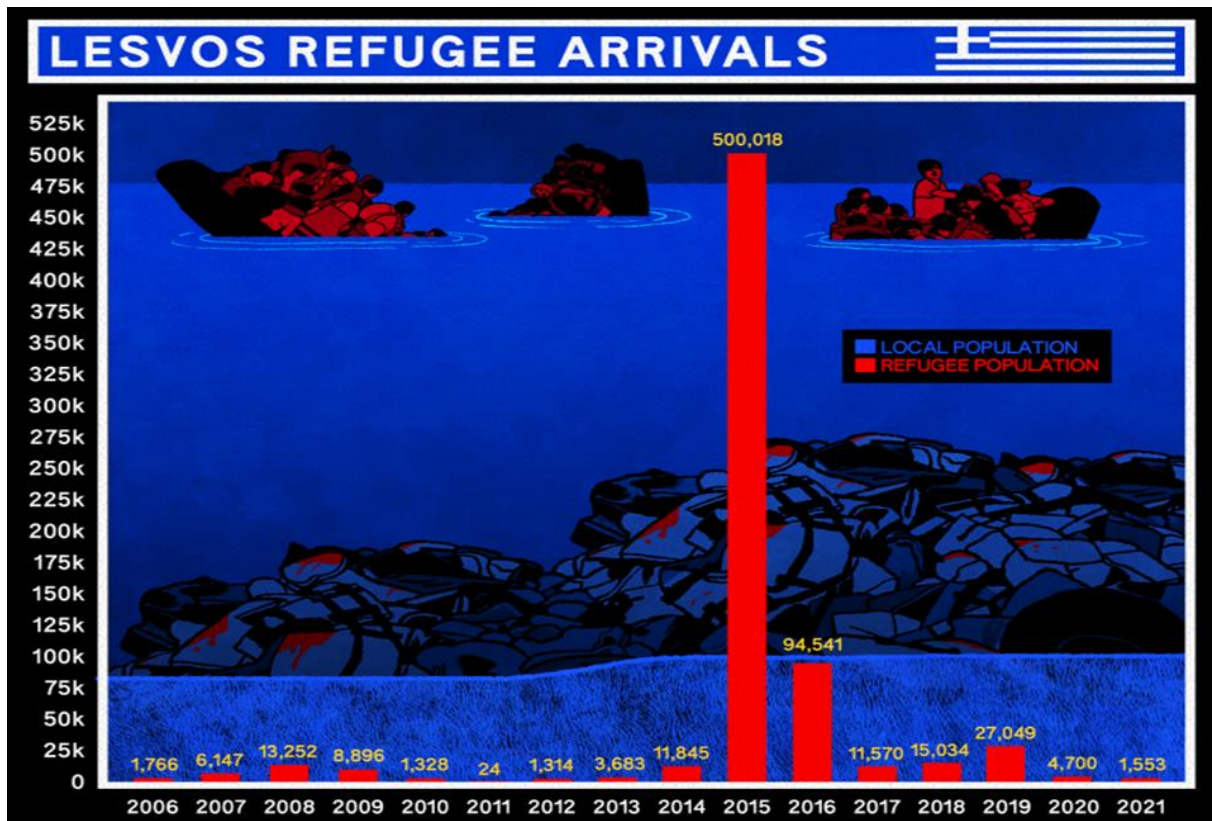 LESVOS REFUGEE ARRIVALS
525k
500k
475k
450k
425k
400k
375k
350k
325k
300k
275k
250k
225k
200k
175k
150k
125k
100k
75k
50k
25k
0
500,018
LOCAL POPULATION
REFUGEE POPULATION
94,541
1,766
6,147
13,252
8,896
1,328
24
1,314
3,683
11,845
11,570
15,034
27,049
4,700
1,553
2006 2007 2008 2009 2010 2011 2012 2013 2014 2015 2016 2017 2018 2019 2020 2021